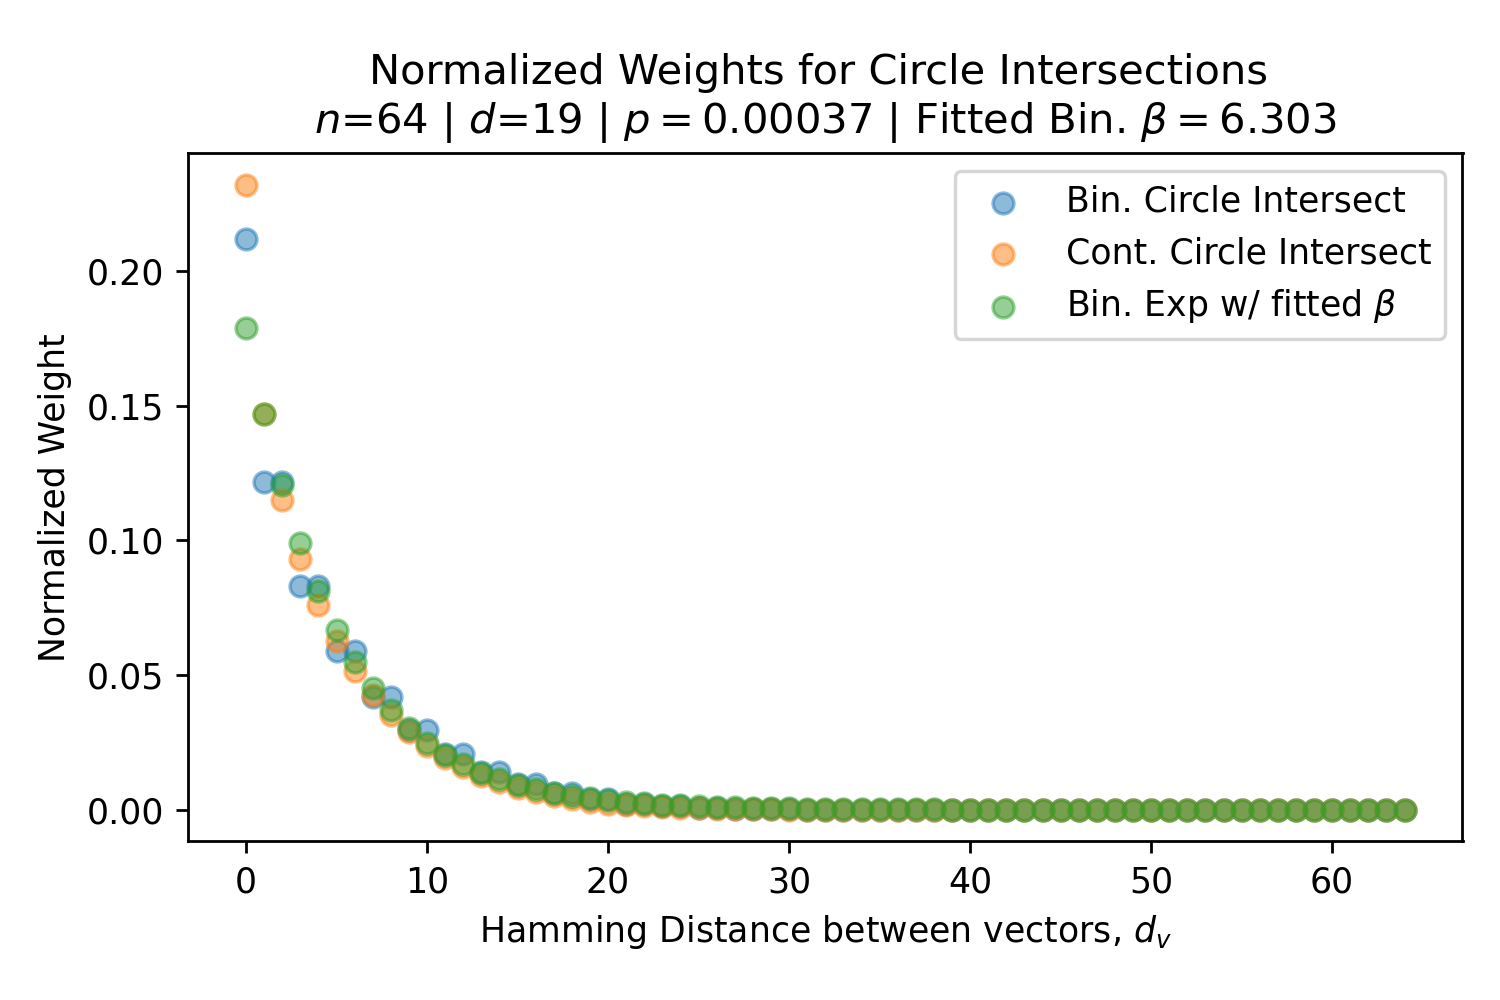 Normalized Weights for Circle Intersections
n=64 | d=19 | p = 0.00037 | Fitted Bin. β = 6.303
Bin. Circle Intersect
Cont. Circle Intersect
Bin. Exp w/ fitted β
Normalized Weight
0.20
0.15
0.10
0.05
0.00
0 10 20 30 40 50 60
Hamming Distance between vectors, d_v